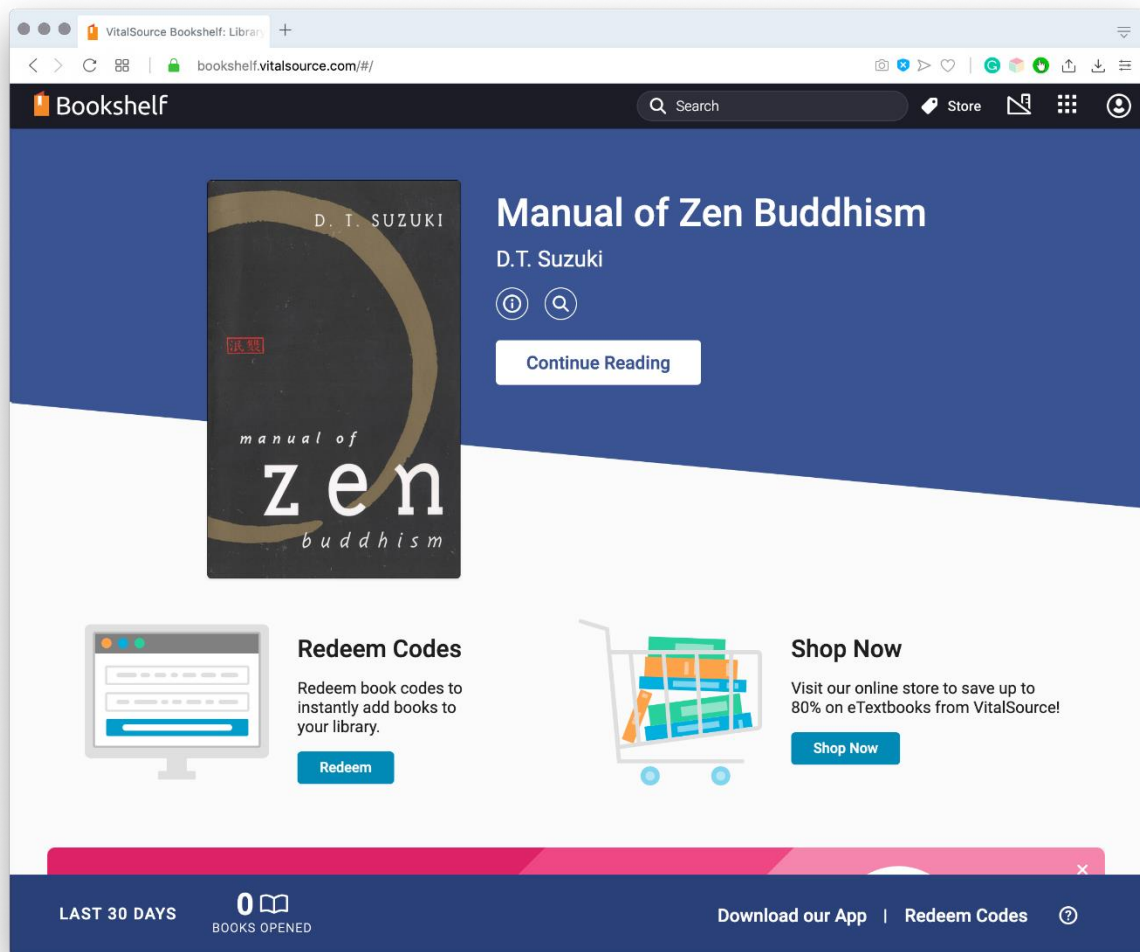 VitalSource Bookshelf: Library
bookshelf.vitalsource.com/#/
Bookshelf
Search
Store
D. T. SUZUKI
manual of
zen
buddhism
Manual of Zen Buddhism
D.T. Suzuki
Continue Reading
Redeem Codes
Redeem book codes to
instantly add books to
your library.
Redeem
Shop Now
Visit our online store to save up to
80% on eTextbooks from VitalSource!
Shop Now
LAST 30 DAYS
0
BOOKS OPENED
Download our App | Redeem Codes